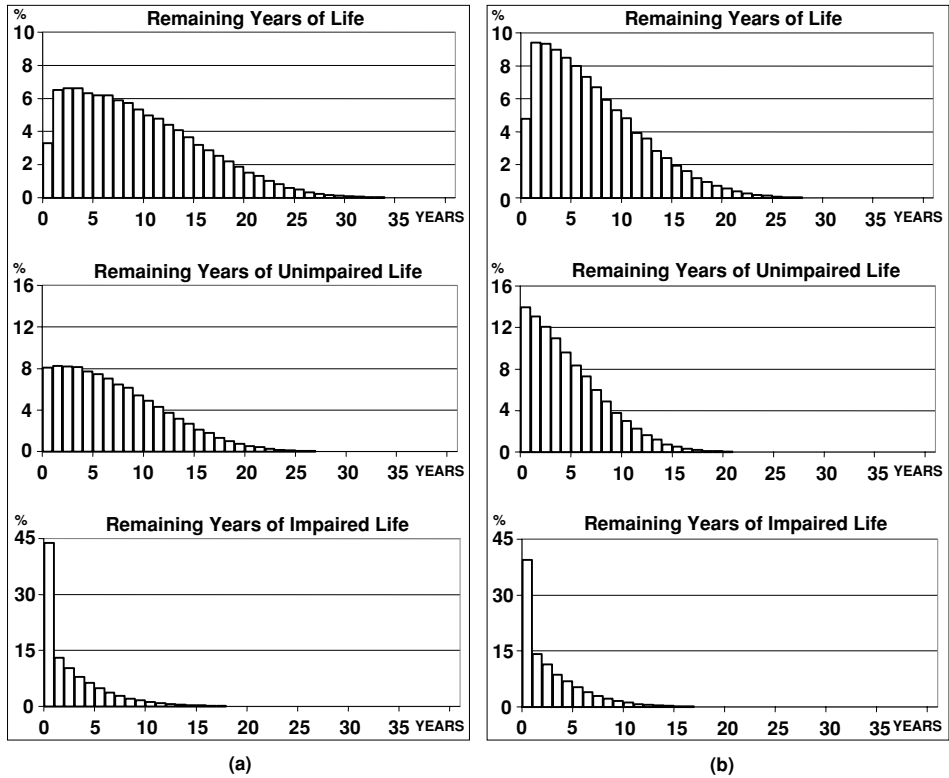 %
Remaining Years of Life
10
8
6
4
2
0
0 5 10 15 20 25 30 35 YEARS
%
Remaining Years of Unimpaired Life
16
12
8
4
0
0 5 10 15 20 25 30 35 YEARS
%
Remaining Years of Impaired Life
45
30
15
0
0 5 10 15 20 25 30 35 YEARS
(a)
%
Remaining Years of Life
10
8
6
4
2
0
0 5 10 15 20 25 30 35 YEARS
%
Remaining Years of Unimpaired Life
16
12
8
4
0
0 5 10 15 20 25 30 35 YEARS
%
Remaining Years of Impaired Life
45
30
15
0
0 5 10 15 20 25 30 35 YEARS
(b)